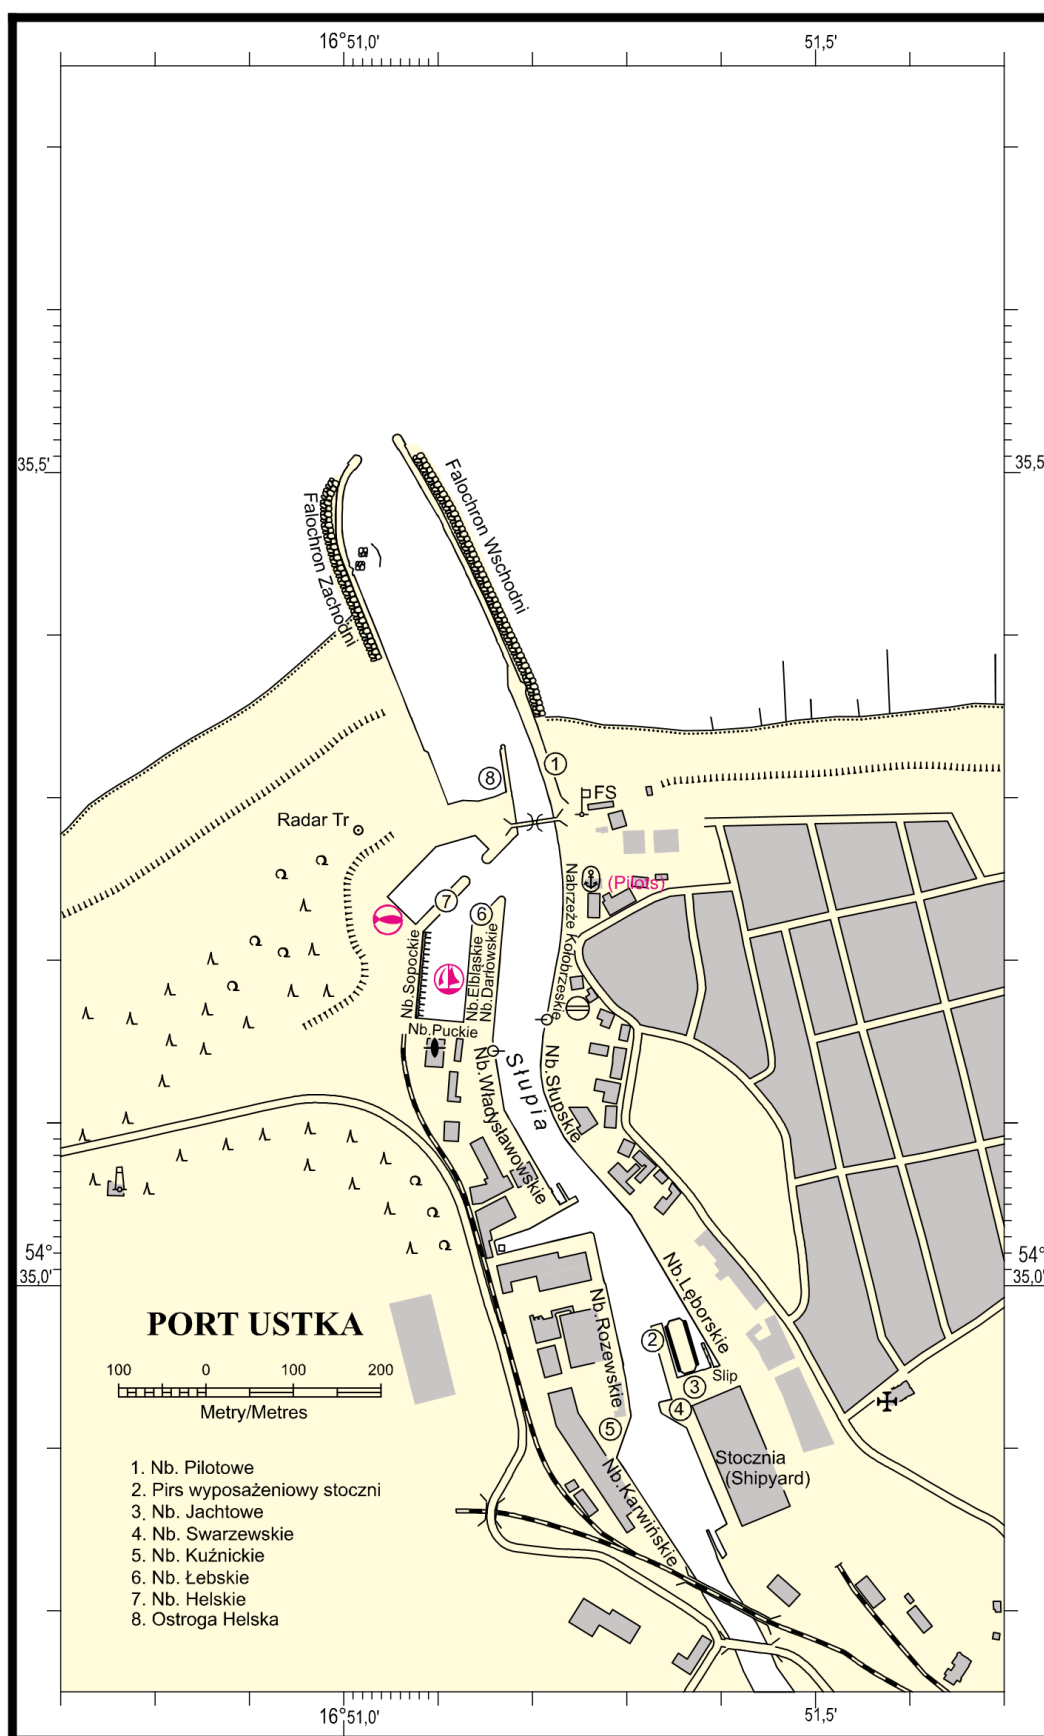 16°51,0'
51,5'
35,5'
35,5
Falochron Wschodni
Falochron Zachodni
1
8
FS
Radar Tr
(Pilots)
Nabrzeże Kołobrzeskie
7
6
Nb.Sopockie
Nb.Elbląskie
Nb.Darłowskie
Nb.Puckie
Słupia
Nb.Słupskie
Nb.Władysławowskie
54°
35,0'
54°
35,0'
Nb.Lęborskie
Nb.Rozewskie
2
Slip
3
4
5
PORT USTKA
100 0 100 200
Metry/Metres
Stocznia
(Shipyard)
Nb.Karwińskie
1. Nb. Pilotowe
2. Pirs wyposażeniowy stoczni
3. Nb. Jachtowe
4. Nb. Swarzewskie
5. Nb. Kuźnickie
6. Nb. Łebskie
7. Nb. Helskie
8. Ostroga Helska
16°51,0'
51,5'